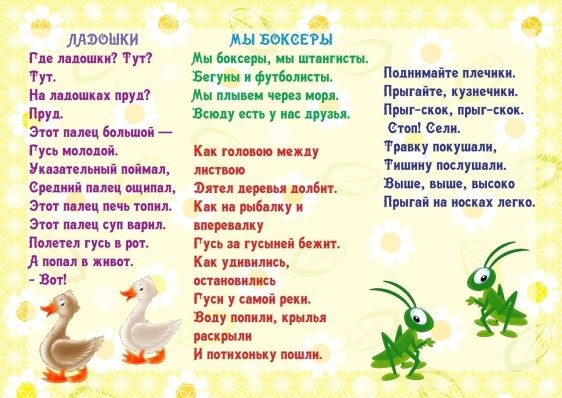 ЛАДОШКИ
Где ладошки? Тут?
Тут.
На ладошках пруд?
Пруд.
Этот палец большой —
Гусь молодой.
Указательный поймал,
Средний палец ощипал,
Этот палец печь топил.
Этот палец суп варил.
Полетел гусь в рот.
А попал в живот.
- Вот!
МЫ БОКСЕРЫ
Мы боксеры, мы штангисты.
Бегуны и футболисты.
Мы плывем через моря.
Всюду есть у нас друзья.
Как головою между
листвою
Дятел деревья долбит.
Как на рыбалку и
вперевалку
Гусь за гусыней бежит.
Как удивились,
остановились
Гуси у самой реки.
Воду попили, крылья
раскрыли
И потихоньку пошли.
Поднимайте плечики.
Прыгайте, кузнечики.
Прыг-скок, прыг-скок.
Стоп! Сели.
Травку покушали,
Тишину послушали.
Выше, выше, высоко
Прыгай на носках легко.